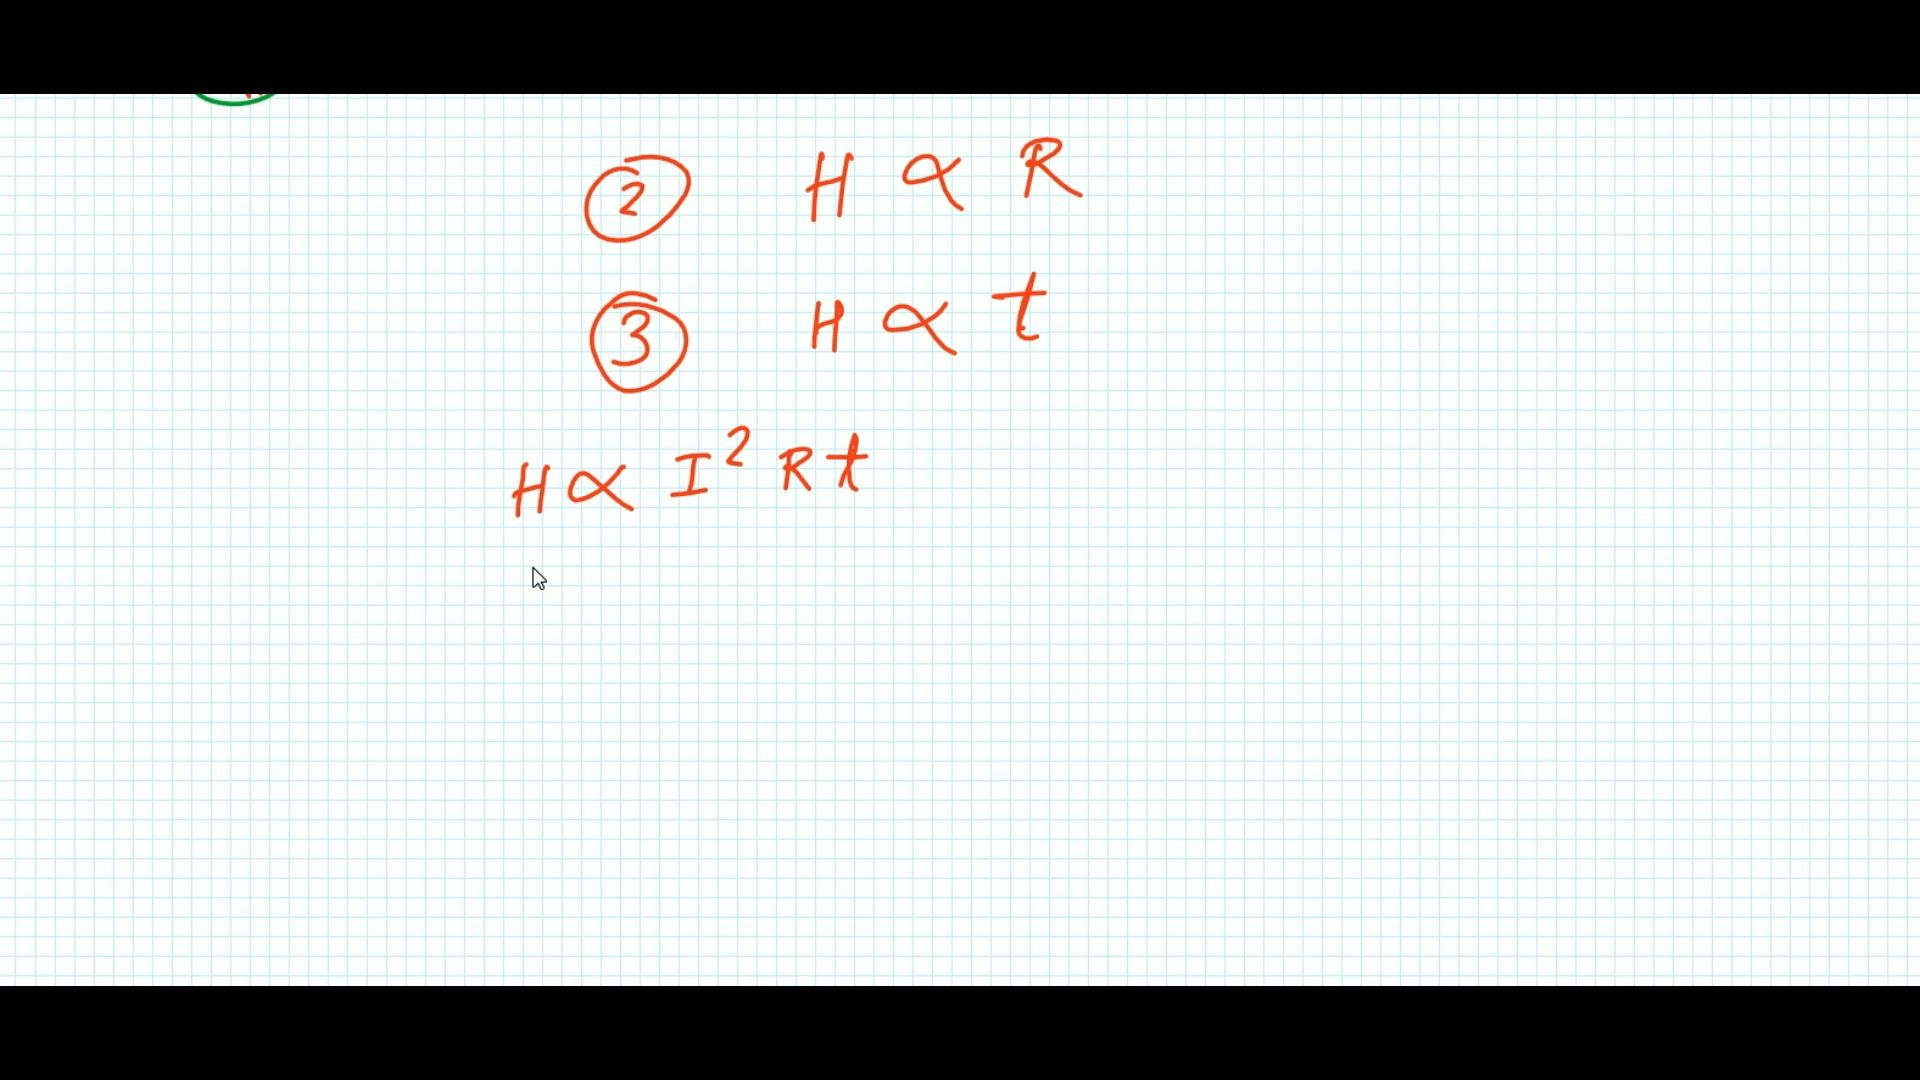 ② H ∝ R
③ H ∝ t
H ∝ I² R t